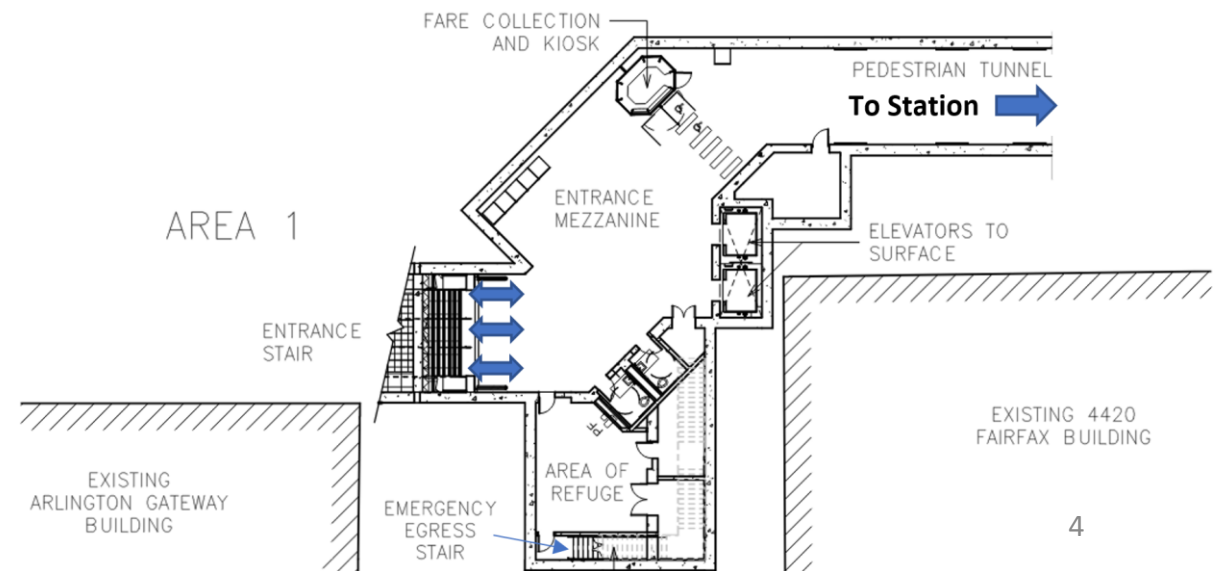 FARE COLLECTION
AND KIOSK
PEDESTRIAN TUNNEL
To Station
ENTRANCE
MEZZANINE
AREA 1
ELEVATORS TO
SURFACE
ENTRANCE
STAIR
EXISTING 4420
FAIRFAX BUILDING
EXISTING
ARLINGTON GATEWAY
BUILDING
AREA OF
REFUGE
EMERGENCY
EGRESS
STAIR
4